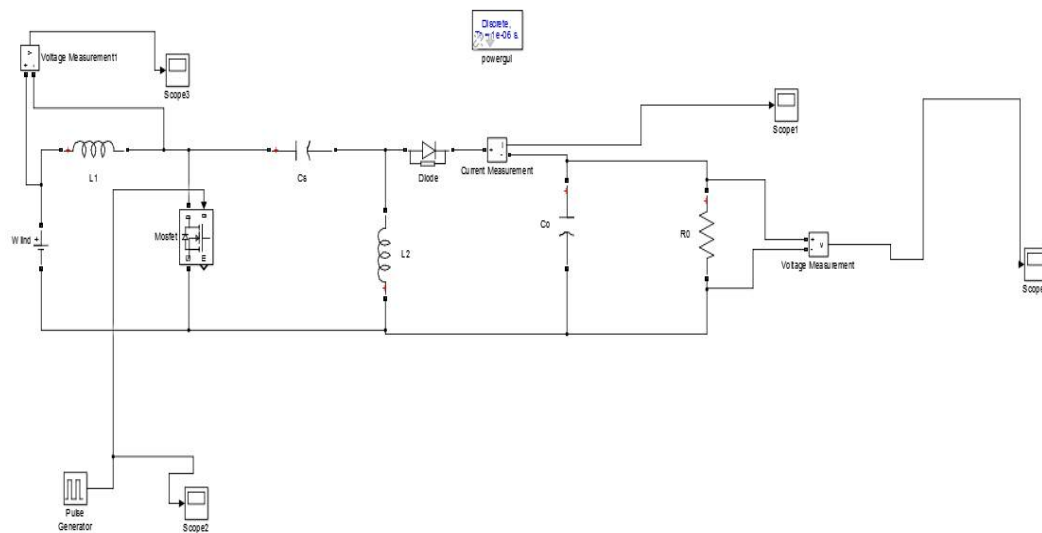 Discrete,
powergui
Voltage Measurement1
Scope3
Scope1
L1
Cs
Diode
Current Measurement
Wind
Mosfet
L2
Co
R0
Voltage Measurement
Scope
Pulse
Generator
Scope2